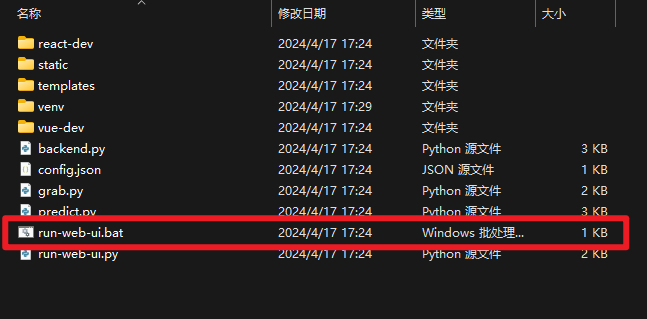 名称 修改日期 类型 大小
react-dev 2024/4/17 17:24 文件夹
static 2024/4/17 17:24 文件夹
templates 2024/4/17 17:24 文件夹
venv 2024/4/17 17:29 文件夹
vue-dev 2024/4/17 17:24 文件夹
backend.py 2024/4/17 17:24 Python 源文件 3 KB
config.json 2024/4/17 17:24 JSON 源文件 1 KB
grab.py 2024/4/17 17:24 Python 源文件 2 KB
predict.py 2024/4/17 17:24 Python 源文件 3 KB
run-web-ui.bat 2024/4/17 17:24 Windows 批处理... 1 KB
run-web-ui.py 2024/4/17 17:24 Python 源文件 2 KB